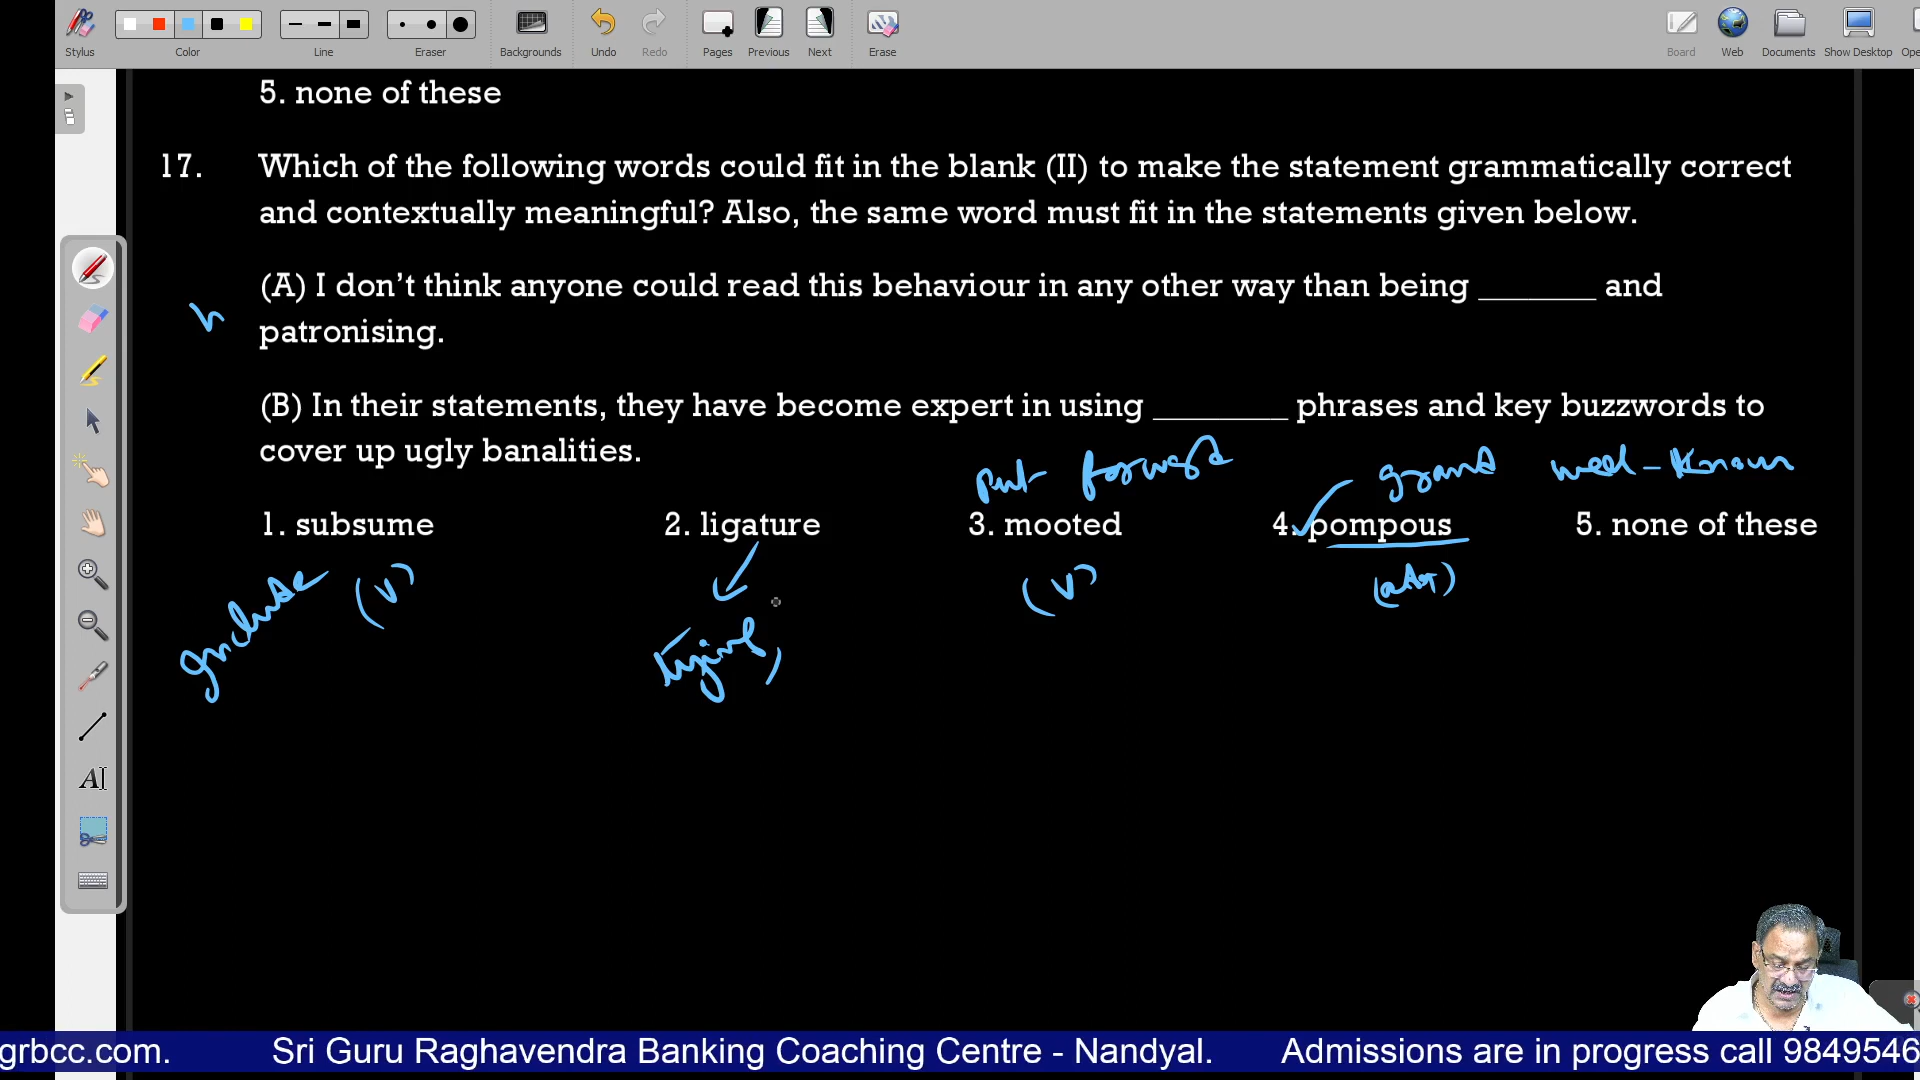 Stylus Color Line Eraser Backgrounds Undo Redo Pages Previous Next Erase Board Web Documents Show Desktop Ope
5. none of these
17. Which of the following words could fit in the blank (II) to make the statement grammatically correct
and contextually meaningful? Also, the same word must fit in the statements given below.
(A) I don’t think anyone could read this behaviour in any other way than being _______ and
patronising.
(B) In their statements, they have become expert in using ________ phrases and key buzzwords to
cover up ugly banalities.
put forward grand well-known
1. subsume 2. ligature 3. mooted 4. pompous 5. none of these
include (V) (V)
tying,
grbcc.com. Sri Guru Raghavendra Banking Coaching Centre - Nandyal. Admissions are in progress call 9849546